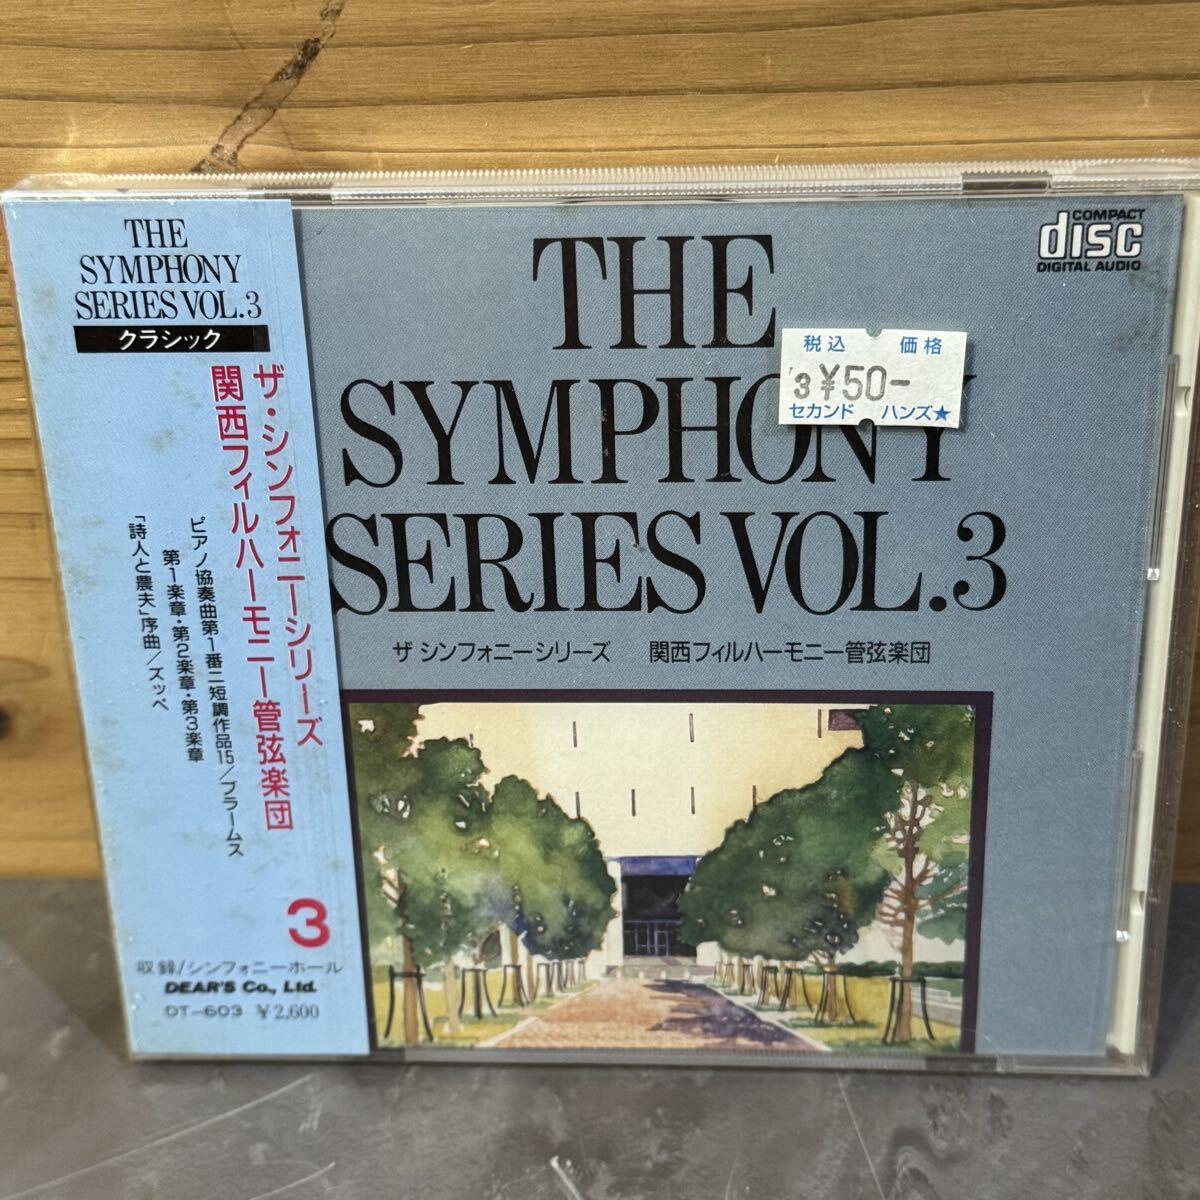 THE
SYMPHONY
SERIES VOL.3
クラシック
ザ・シンフォニーシリーズ
関西フィルハーモニー管弦楽団
ピアノ協奏曲第1番ニ短調作品15/ブラームス
第1楽章・第2楽章・第3楽章
「詩人と農夫」序曲/ズッペ
3
収録/シンフォニーホール
DEAR'S Co., Ltd.
DT-603 ¥2,600
THE
SYMPHONY
SERIES VOL.3
ザ シンフォニーシリーズ 関西フィルハーモニー管弦楽団
COMPACT
disc
DIGITAL AUDIO
税込 価格
3 ¥50-
セカンド ハンズ★